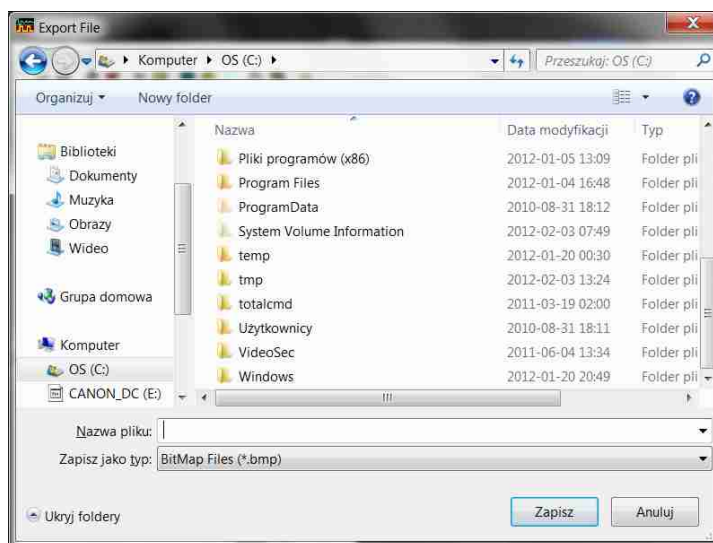 Export File
Komputer OS (C:)
Przeszukaj: OS (C:)
Organizuj Nowy folder
Nazwa Data modyfikacji Typ
Biblioteki
Dokumenty
Muzyka
Obrazy
Wideo
Grupa domowa
Komputer
OS (C:)
CANON_DC (E:)
Pliki programów (x86) 2012-01-05 13:09 Folder pli
Program Files 2012-01-04 16:48 Folder pli
ProgramData 2010-08-31 18:12 Folder pli
System Volume Information 2012-02-03 07:49 Folder pli
temp 2012-01-20 00:30 Folder pli
tmp 2012-02-03 13:24 Folder pli
totalcmd 2011-03-19 02:00 Folder pli
Użytkownicy 2010-08-31 18:11 Folder pli
VideoSec 2011-06-04 13:34 Folder pli
Windows 2012-01-20 20:49 Folder pli
Nazwa pliku:
Zapisz jako typ: BitMap Files (*.bmp)
Ukryj foldery
Zapisz
Anuluj